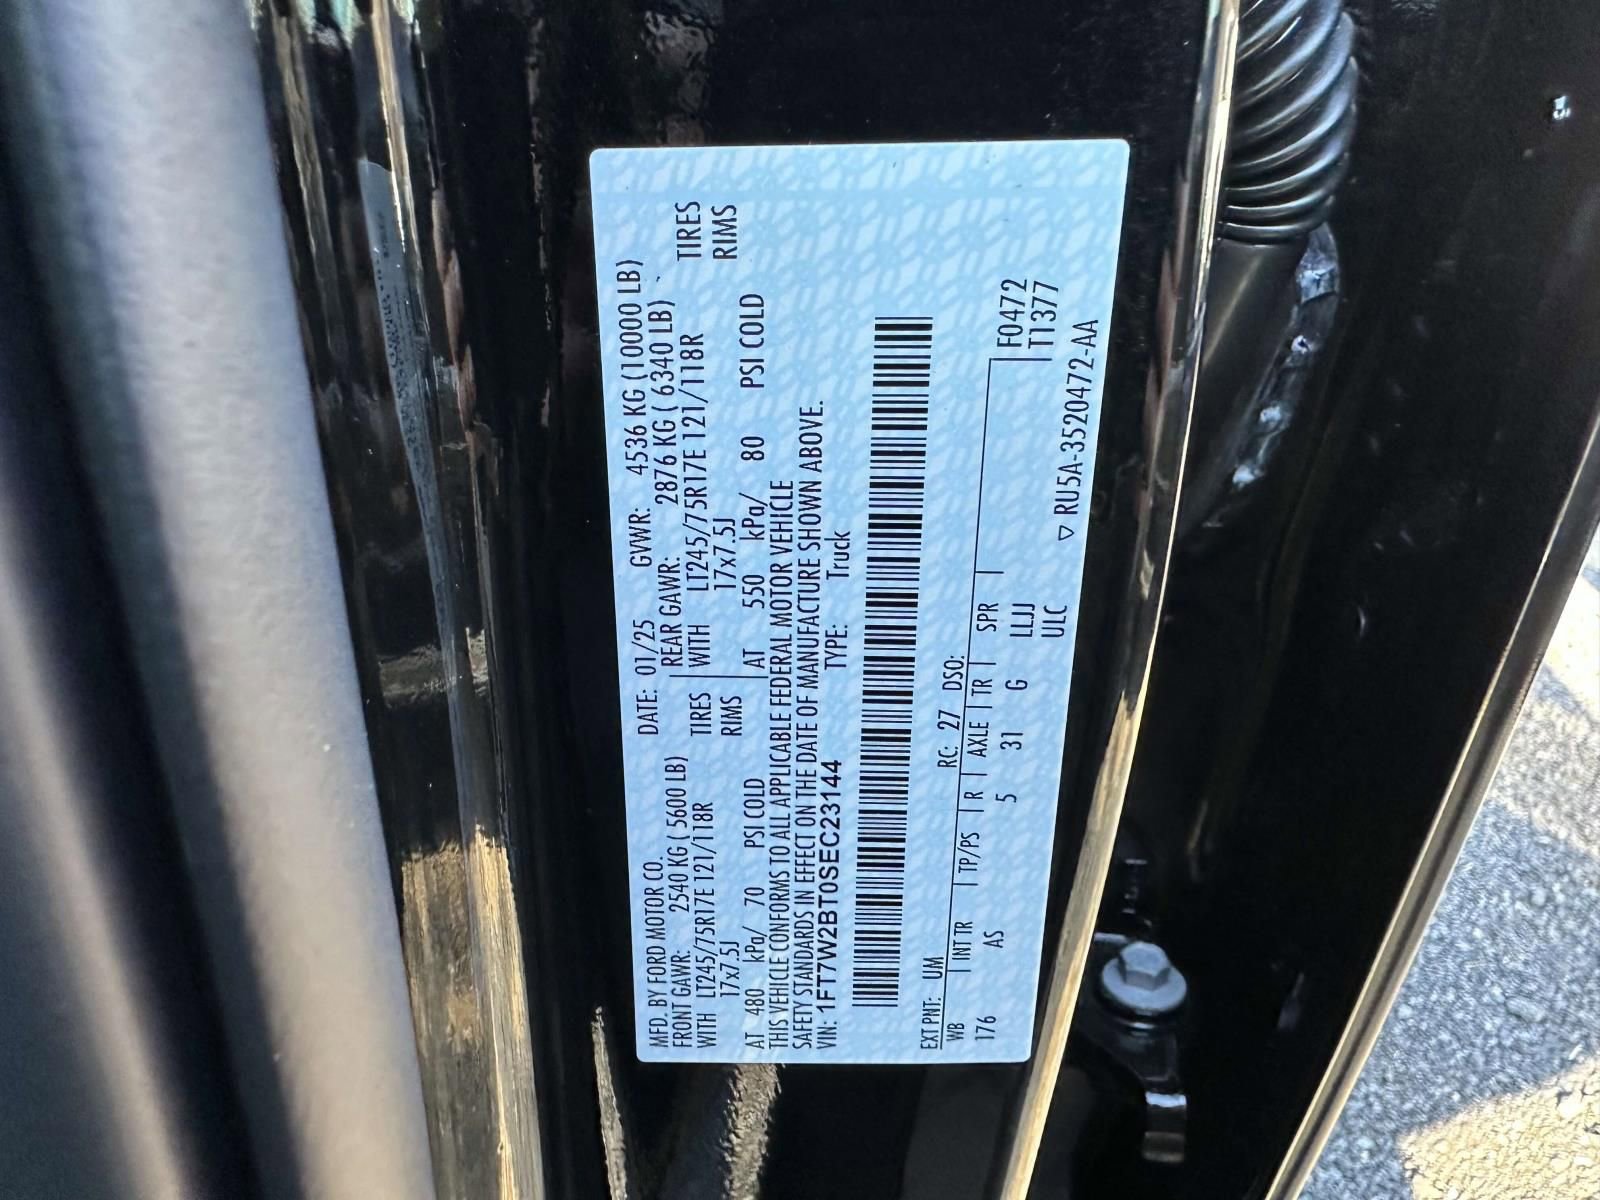 MFD. BY FORD MOTOR CO. DATE: 01/25 GVWR: 4536 KG (10000 LB)
FRONT GAWR: 2540 KG ( 5600 LB) REAR GAWR: 2876 KG ( 6340 LB)
WITH LT245/75R17E 121/118R TIRES WITH LT245/75R17E 121/118R TIRES
17x7.5J RIMS 17x7.5J RIMS
AT 480 kPa/ 70 PSI COLD AT 550 kPa/ 80 PSI COLD
THIS VEHICLE CONFORMS TO ALL APPLICABLE FEDERAL MOTOR VEHICLE
SAFETY STANDARDS IN EFFECT ON THE DATE OF MANUFACTURE SHOWN ABOVE.
VIN: 1FT7W2BT0SEC23144 TYPE: Truck
EXT PNT: UM RC: 27 DSO:
WB INT TR TP/PS R AXLE TR SPR F0472
176 AS 5 31 G LLJJ T1377
ULC ▽ RU5A-3520472-AA